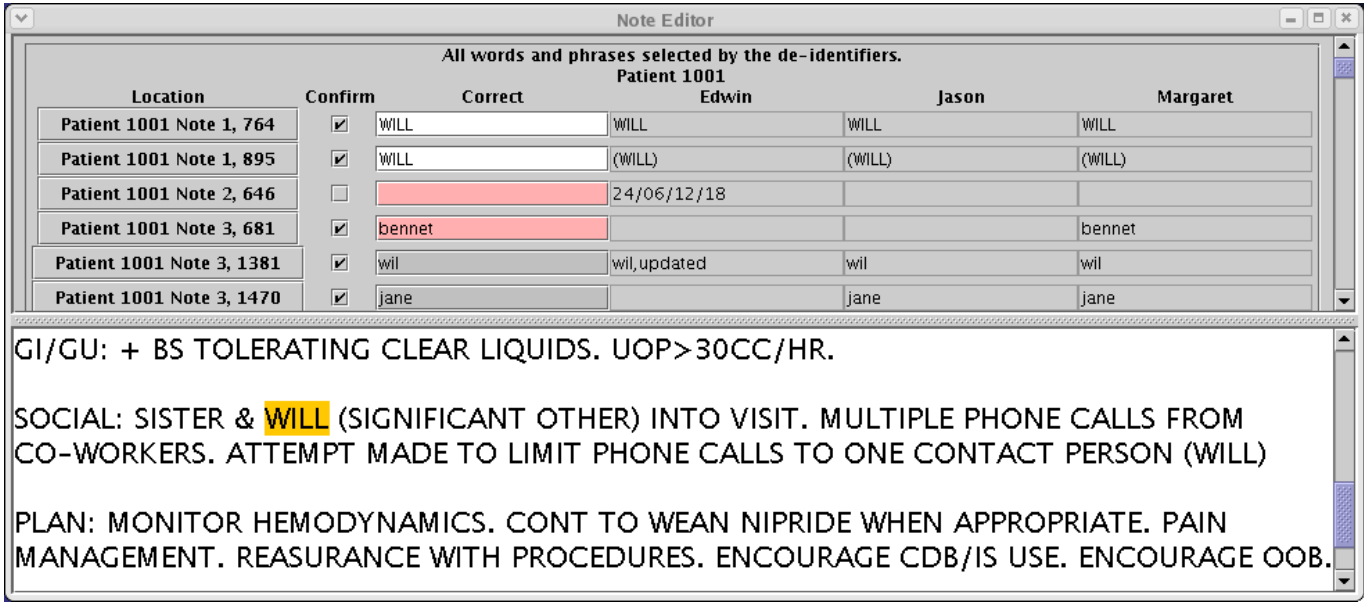 Note Editor
All words and phrases selected by the de-identifiers.
Patient 1001
Location Confirm Correct Edwin Jason Margaret
Patient 1001 Note 1, 764 WILL WILL WILL WILL
Patient 1001 Note 1, 895 WILL (WILL) (WILL) (WILL)
Patient 1001 Note 2, 646 24/06/12/18
Patient 1001 Note 3, 681 bennet bennet
Patient 1001 Note 3, 1381 wil wil,updated wil wil
Patient 1001 Note 3, 1470 jane jane jane
GI/GU: + BS TOLERATING CLEAR LIQUIDS. UOP>30CC/HR.
SOCIAL: SISTER & WILL (SIGNIFICANT OTHER) INTO VISIT. MULTIPLE PHONE CALLS FROM
CO-WORKERS. ATTEMPT MADE TO LIMIT PHONE CALLS TO ONE CONTACT PERSON (WILL)
PLAN: MONITOR HEMODYNAMICS. CONT TO WEAN NIPRIDE WHEN APPROPRIATE. PAIN
MANAGEMENT. REASURANCE WITH PROCEDURES. ENCOURAGE CDB/IS USE. ENCOURAGE OOB.